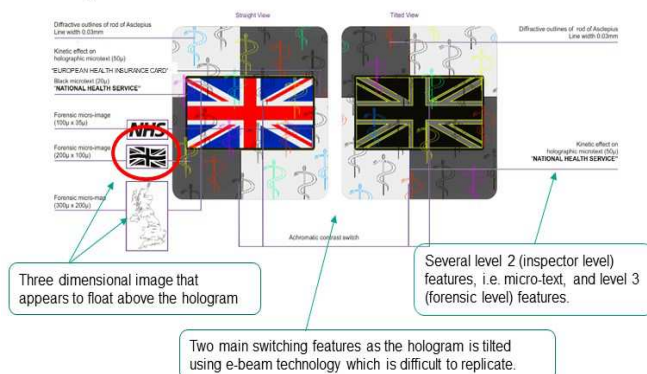 Straight View
Tilted View
Diffractive outlines of rod of Asclepius
Line width 0.03mm
Kinetic effect on
holographic microtext (50μ)
"EUROPEAN HEALTH INSURANCE CARD"
Black microtext (20μ)
"NATIONAL HEALTH SERVICE"
Forensic micro-image
(100μ x 35μ)
NHS
Forensic micro-image
(200μ x 100μ)
Forensic micro-map
(300μ x 200μ)
Diffractive outlines of rod of Asclepius
Line width 0.03mm
Kinetic effect on
holographic microtext (50μ)
"NATIONAL HEALTH SERVICE"
Achromatic contrast switch
Three dimensional image that
appears to float above the hologram
Several level 2 (inspector level)
features, i.e. micro-text, and level 3
(forensic level) features.
Two main switching features as the hologram is tilted
using e-beam technology which is difficult to replicate.